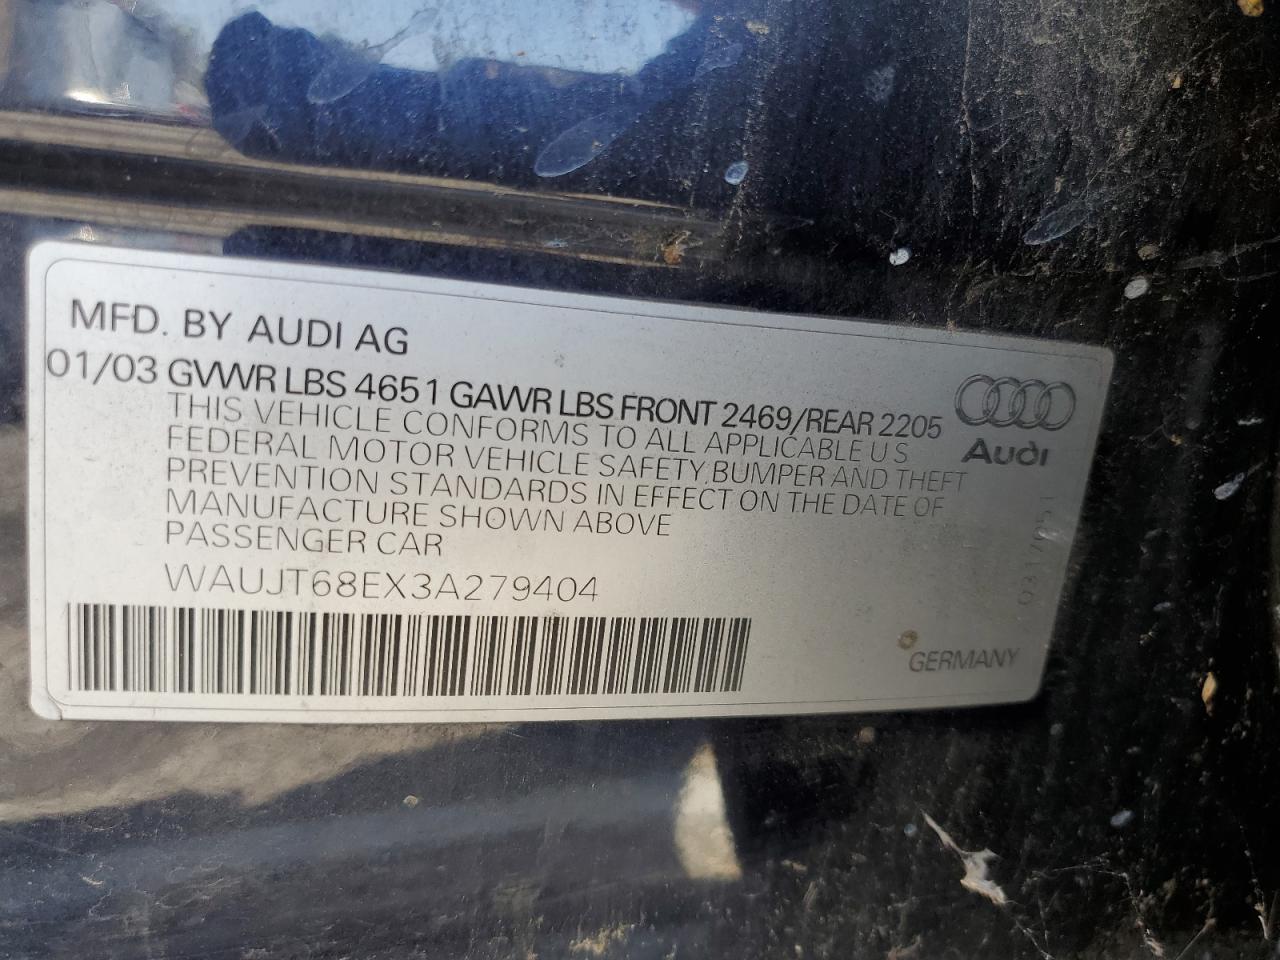 MFD. BY AUDI AG
01/03 GVWR LBS 4651 GAWR LBS FRONT 2469/REAR 2205
THIS VEHICLE CONFORMS TO ALL APPLICABLE US
FEDERAL MOTOR VEHICLE SAFETY,BUMPER AND THEFT
PREVENTION STANDARDS IN EFFECT ON THE DATE OF
MANUFACTURE SHOWN ABOVE
PASSENGER CAR
WAUJT68EX3A279404
Audi
GERMANY